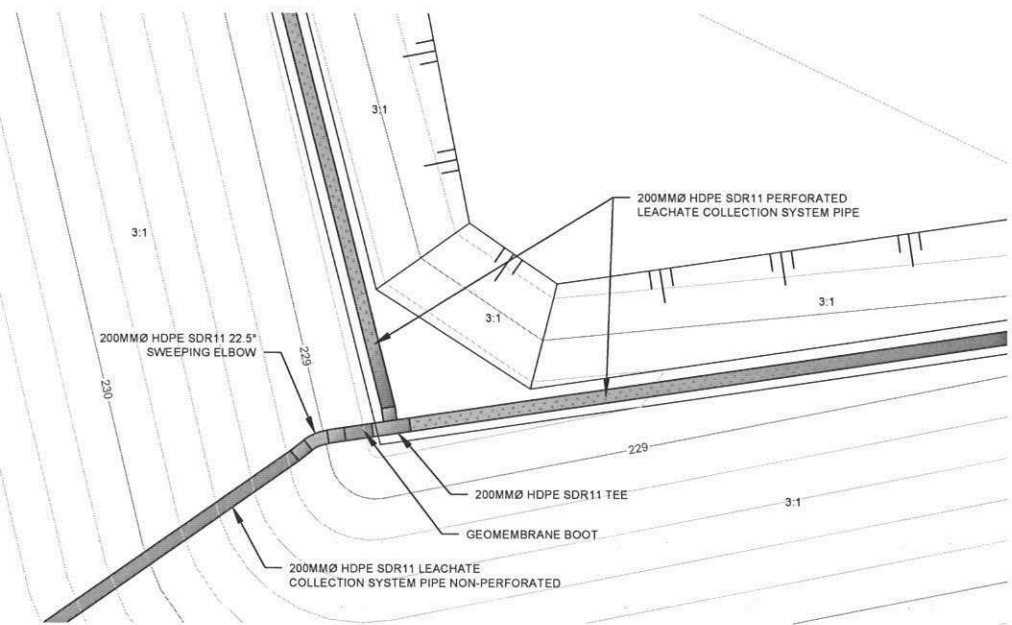 3:1
200MMØ HDPE SDR11 PERFORATED
LEACHATE COLLECTION SYSTEM PIPE
3:1
3:1
3:1
200MMØ HDPE SDR11 22.5°
SWEEPING ELBOW
229
230
229
200MMØ HDPE SDR11 TEE
3:1
GEOMEMBRANE BOOT
200MMØ HDPE SDR11 LEACHATE
COLLECTION SYSTEM PIPE NON-PERFORATED